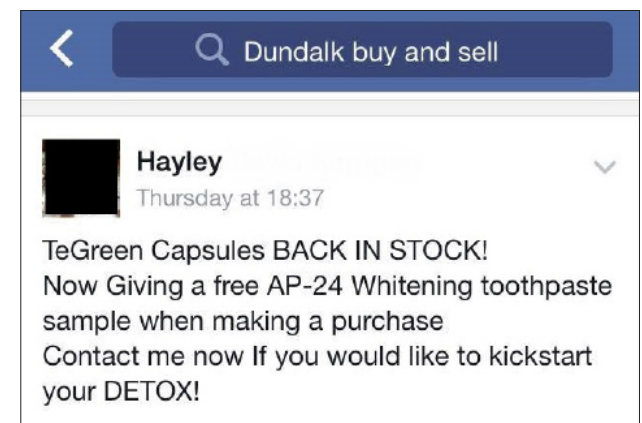 Dundalk buy and sell
Hayley
Thursday at 18:37
TeGreen Capsules BACK IN STOCK!
Now Giving a free AP-24 Whitening toothpaste
sample when making a purchase
Contact me now If you would like to kickstart
your DETOX!